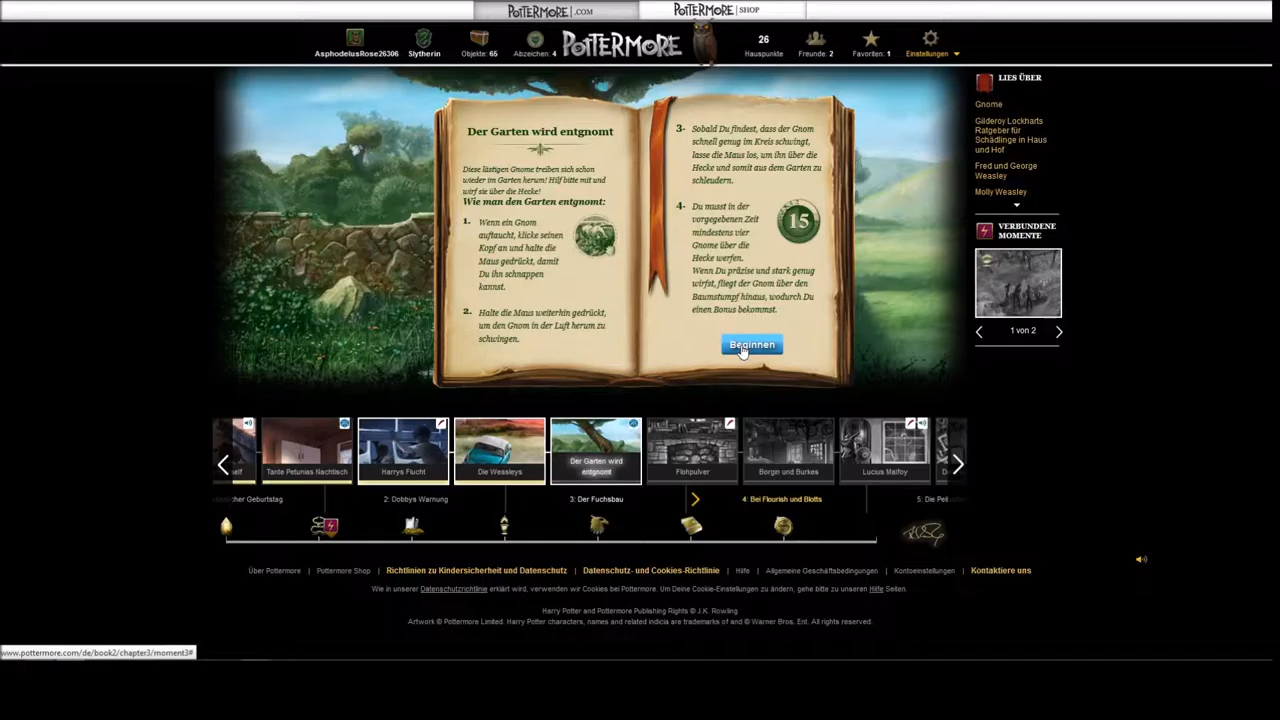 POTTERMORE .COM
POTTERMORE SHOP
AsphodelusRose26306
Slytherin
Objekte: 65
Abzeichen: 4
POTTERMORE
26
Hauspunkte
Freunde: 2
Favoriten: 1
Einstellungen
Der Garten wird entgnomt
Diese lästigen Gnome treiben sich schon
wieder im Garten herum! Hilf bitte mit und
wirf sie über die Hecke!
Wie man den Garten entgnomt:
1. Wenn ein Gnom
auftaucht, klicke seinen
Kopf an und halte die
Maus gedrückt, damit
Du ihn schnappen
kannst.
2. Halte die Maus weiterhin gedrückt,
um den Gnom in der Luft herum zu
schwingen.
3- Sobald Du findest, dass der Gnom
schnell genug im Kreis schwingt,
lasse die Maus los, um ihn über die
Hecke und somit aus dem Garten zu
schleudern.
4- Du musst in der
vorgegebenen Zeit
mindestens vier
Gnome über die
Hecke werfen.
Wenn Du präzise und stark genug
wirfst, fliegt der Gnom über den
Baumstumpf hinaus, wodurch Du
einen Bonus bekommst.
15
Beginnen
LIES ÜBER
Gnome
Gilderoy Lockharts
Ratgeber für
Schädlinge in Haus
und Hof
Fred und George
Weasley
Molly Weasley
VERBUNDENE
MOMENTE
1 von 2
Tante Petunias Nachtisch
Harrys Flucht
Die Weasleys
Der Garten wird
entgnomt
Flohpulver
Borgin und Burkes
Lucius Malfoy
cher Geburtstag
2: Dobbys Warnung
3: Der Fuchsbau
4: Bei Flourish und Blotts
5: Die Pei
Über Pottermore | Pottermore Shop | Richtlinien zu Kindersicherheit und Datenschutz | Datenschutz- und Cookies-Richtlinie | Hilfe | Allgemeine Geschäftsbedingungen | Kontoeinstellungen | Kontaktiere uns
Wie in unserer Datenschutzrichtlinie erklärt wird, verwenden wir Cookies bei Pottermore. Um Deine Cookie-Einstellungen zu ändern, gehe bitte zu unseren Hilfe Seiten.
Harry Potter and Pottermore Publishing Rights © J.K. Rowling
Artwork © Pottermore Limited. Harry Potter characters, names and related indicia are trademarks of and © Warner Bros. Ent. All rights reserved.
www.pottermore.com/de/book2/chapter3/moment3#